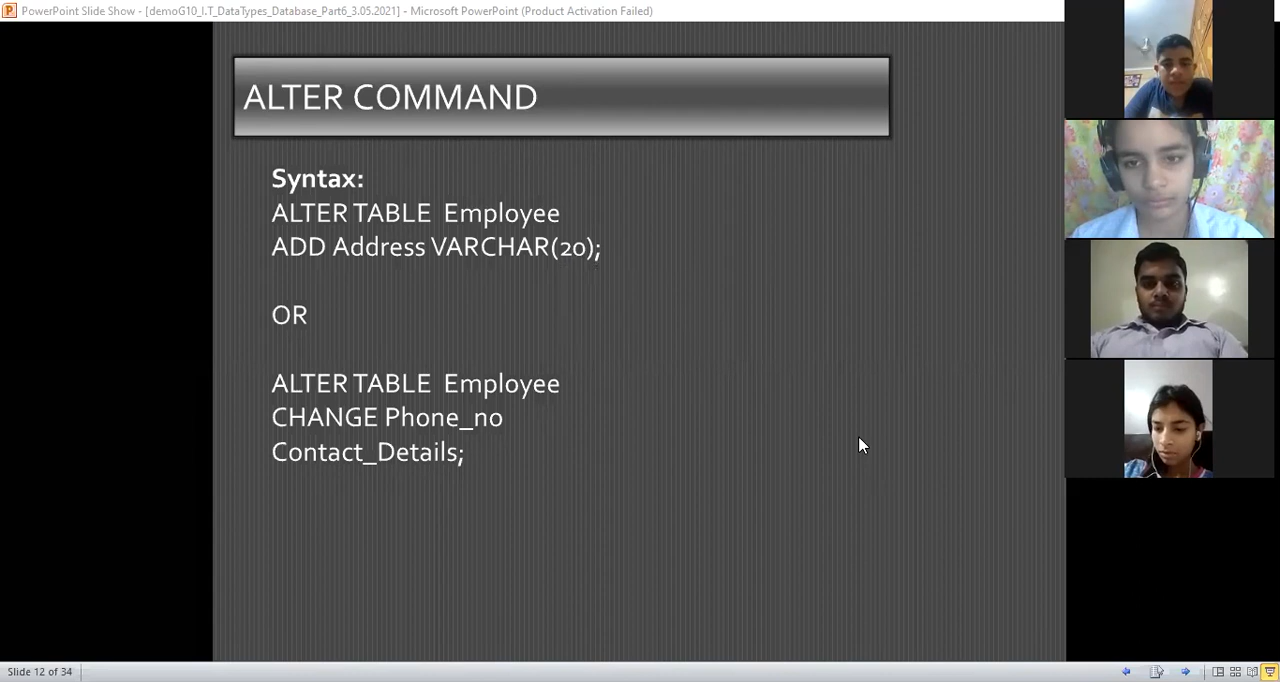 PowerPoint Slide Show - [demoG10_I.T_DataTypes_Database_Part6_3.05.2021] - Microsoft PowerPoint (Product Activation Failed)
ALTER COMMAND
Syntax:
ALTER TABLE Employee
ADD Address VARCHAR(20);
OR
ALTER TABLE Employee
CHANGE Phone_no
Contact_Details;
Slide 12 of 34